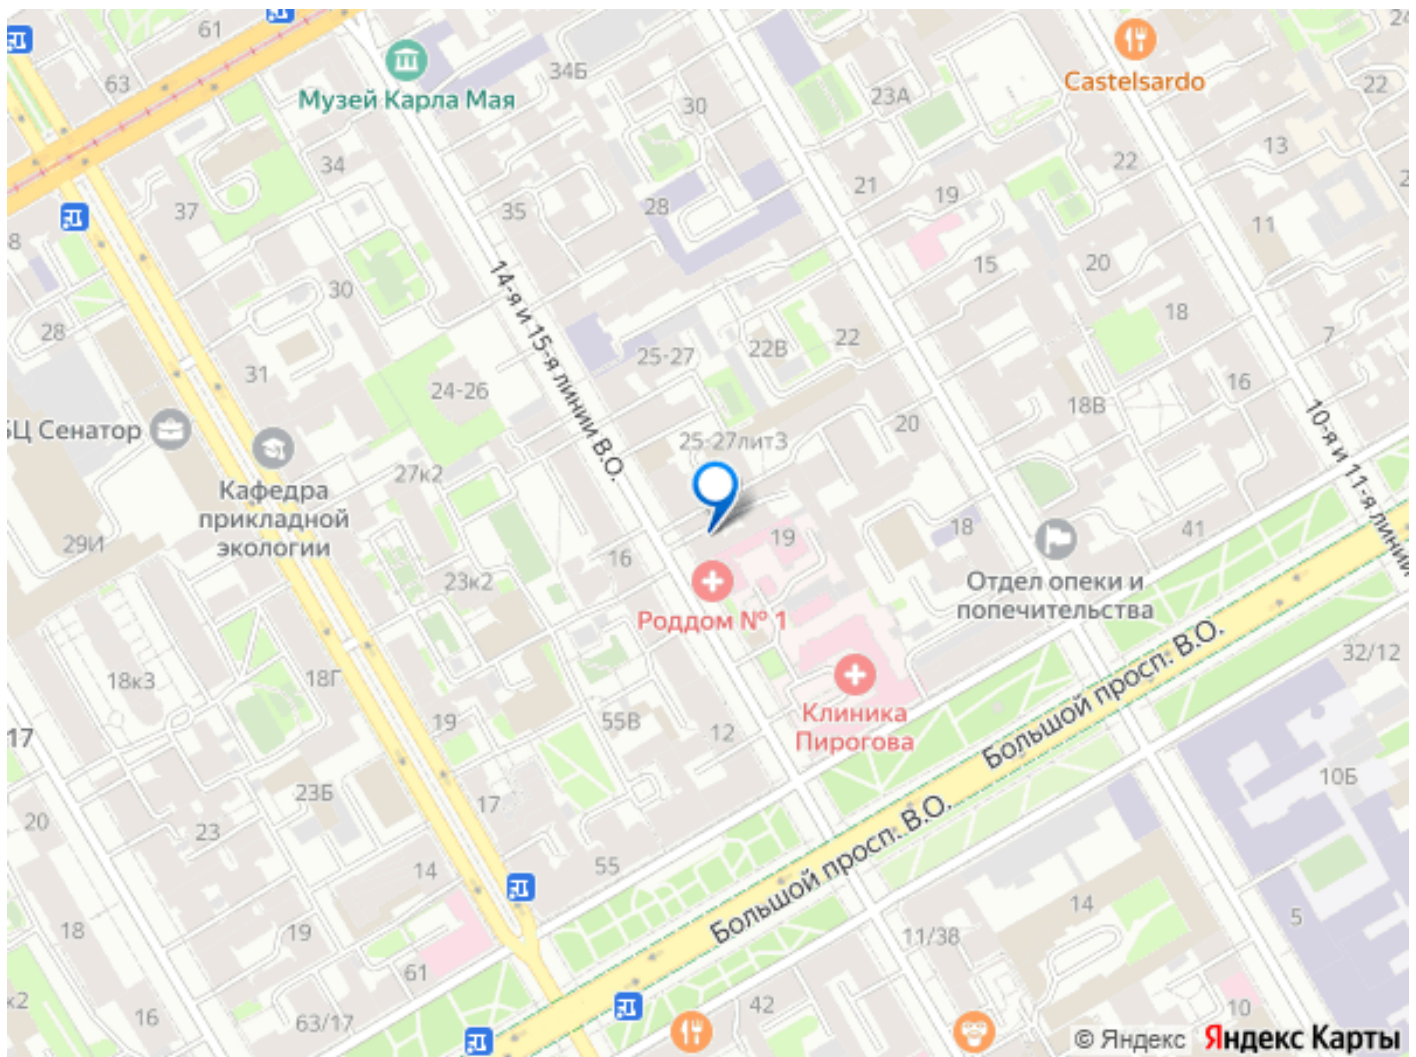 61
63
34Б
Музей Карла Мая
30
23А
Castelsardo
22
13
22
34
35
28
21
19
37
11
15
20
30
18
28
14-я и 15-я линии В.О.
25-27
22В
22
7
31
24-26
16
18В
10-я и 11-я линии
БЦ Сенатор
25-27лит3
20
27к2
Кафедра
прикладной
экологии
29И
19
18
41
16
23к2
Отдел опеки и
попечительства
Роддом № 1
32/12
18к3
18Г
Клиника
Пирогова
19
55В
12
17
Большой просп. В.О.
10Б
23Б
17
20
23
Большой просп. В.О.
14
55
14
5
18
19
11/38
61
к2
16
63/17
42
10
© Яндекс Яндекс Карты